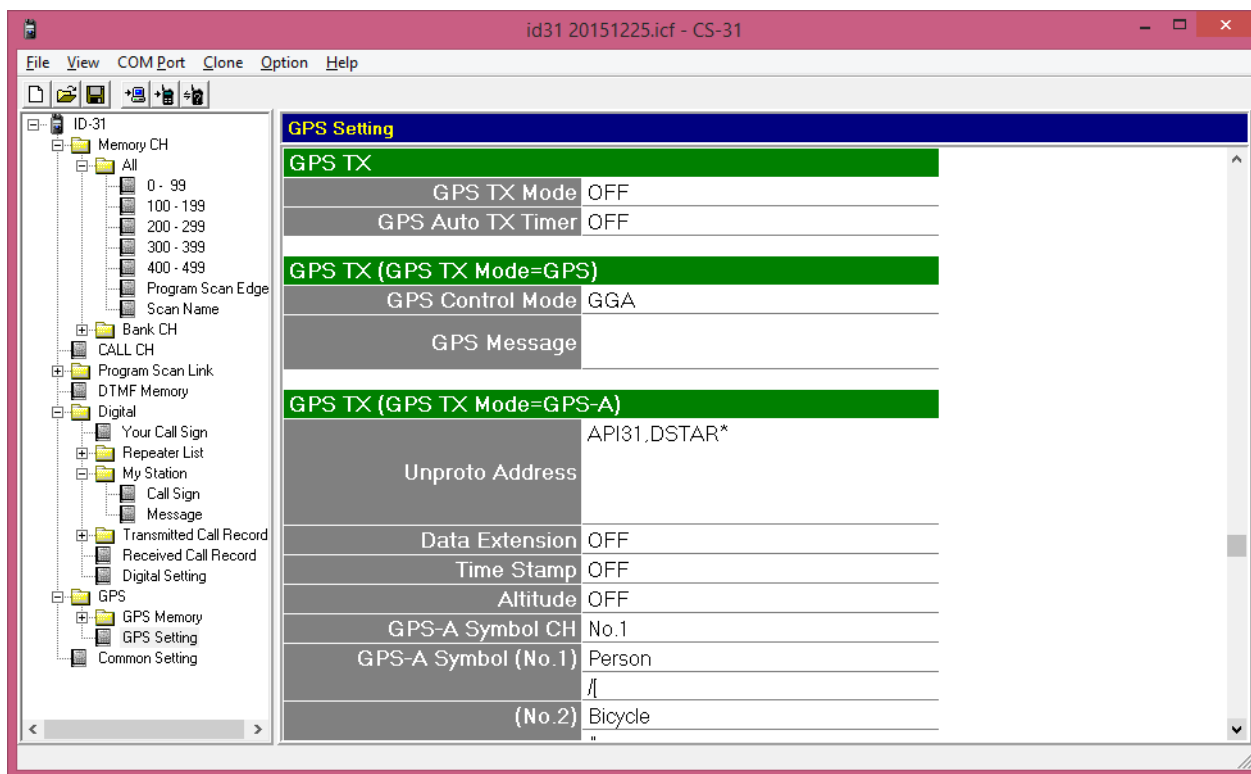 id31 20151225.icf - CS-31
File View COM Port Clone Option Help
ID-31
Memory CH
All
0 - 99
100 - 199
200 - 299
300 - 399
400 - 499
Program Scan Edge
Scan Name
Bank CH
CALL CH
Program Scan Link
DTMF Memory
Digital
Your Call Sign
Repeater List
My Station
Call Sign
Message
Transmitted Call Record
Received Call Record
Digital Setting
GPS
GPS Memory
GPS Setting
Common Setting
GPS Setting
GPS TX
GPS TX Mode OFF
GPS Auto TX Timer OFF
GPS TX (GPS TX Mode=GPS)
GPS Control Mode GGA
GPS Message
GPS TX (GPS TX Mode=GPS-A)
Unproto Address API31,DSTAR*
Data Extension OFF
Time Stamp OFF
Altitude OFF
GPS-A Symbol CH No.1
GPS-A Symbol (No.1) Person
/[
(No.2) Bicycle